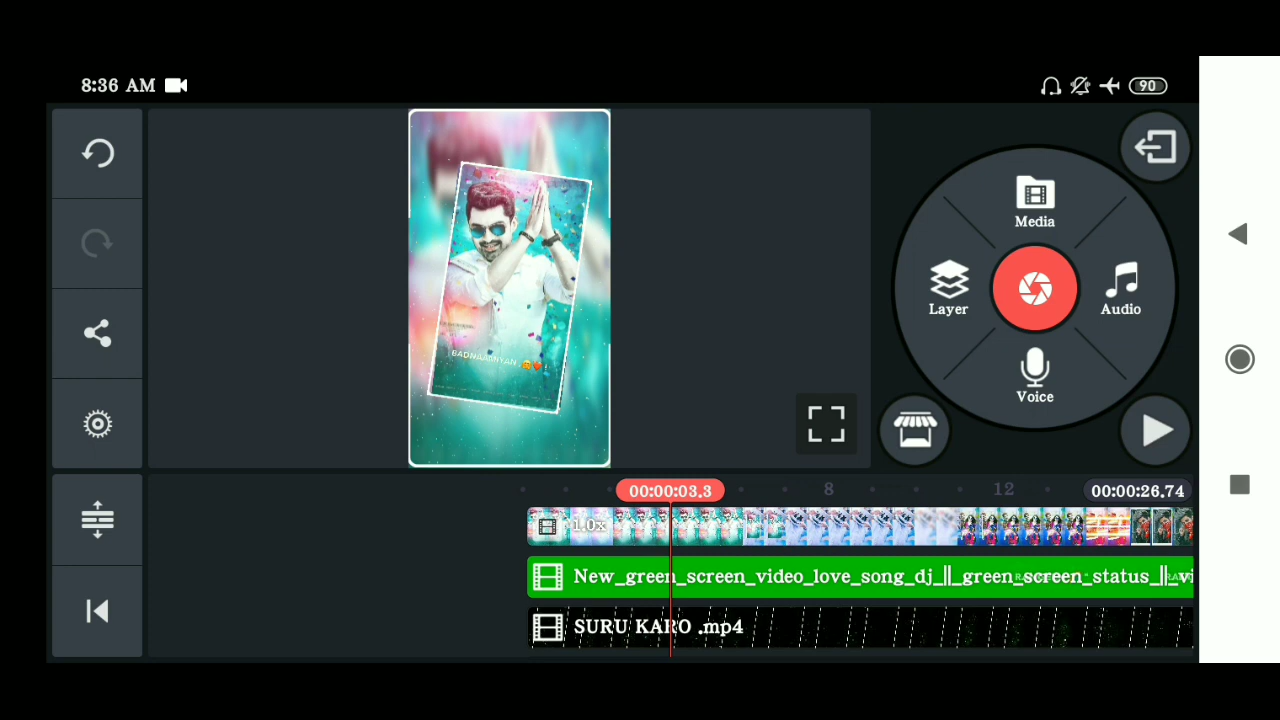 8:36 AM
90
Media
Layer
Audio
Voice
00:00:03.3
8
12
00:00:26.74
1.0x
New_green_screen_video_love_song_dj_||_green_screen_status_||_vi
SURU KARO .mp4